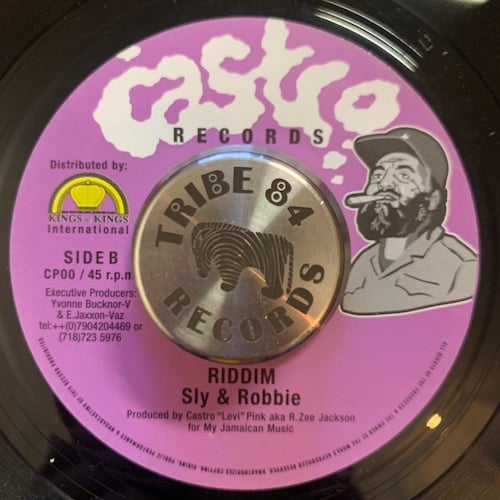 castro
RECORDS
Distributed by:
KINGS of KINGS
International
SIDE B
CP00 / 45 r.p.m
Executive Producers:
Yvonne Bucknor-V
& E.Jaxxon-Vaz
tel:++(0)7904204469 or
(718)723 5976
TRIBE 84
RECORDS
RIDDIM
Sly & Robbie
Produced by Castro "Levi" Pink aka R. Zee Jackson
for My Jamaican Music